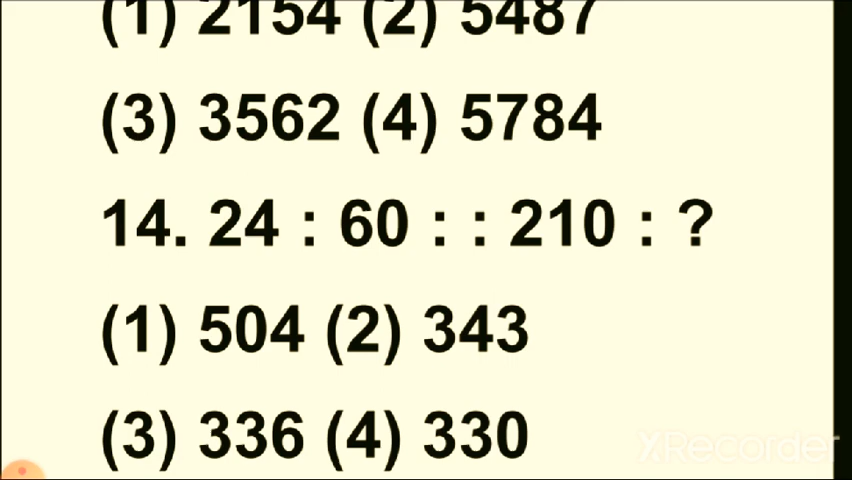 (1) 2154 (2) 5487
(3) 3562 (4) 5784
14. 24 : 60 : : 210 : ?
(1) 504 (2) 343
(3) 336 (4) 330
XRecorder